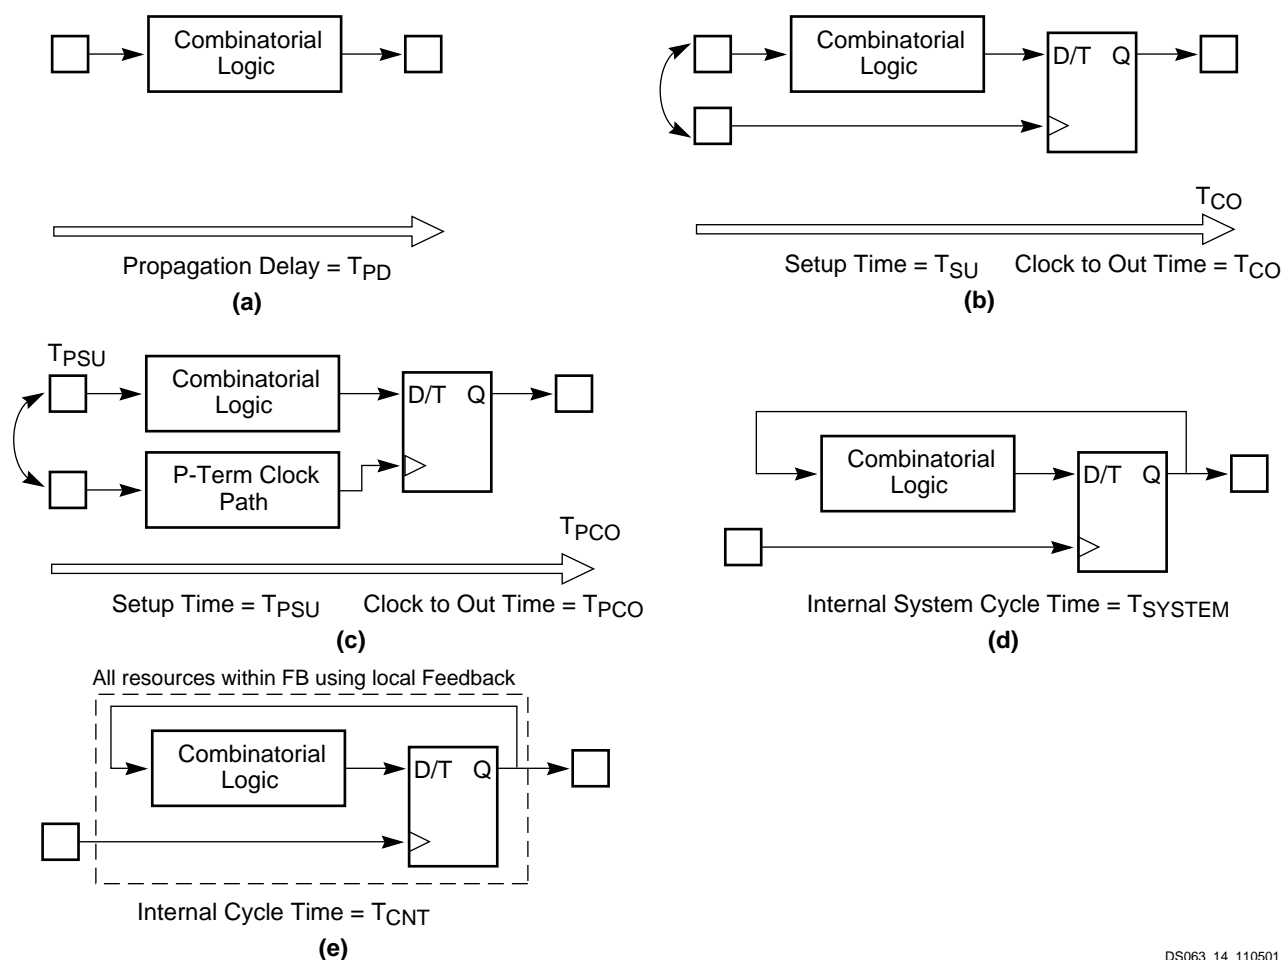 Combinatorial
Logic
Propagation Delay = TPD
(a)
Combinatorial
Logic
D/T Q
TCO
Setup Time = TSU Clock to Out Time = TCO
(b)
TPSU
Combinatorial
Logic
D/T Q
P-Term Clock
Path
TPCO
Setup Time = TPSU Clock to Out Time = TPCO
(c)
Combinatorial
Logic
D/T Q
Internal System Cycle Time = TSYSTEM
(d)
All resources within FB using local Feedback
Combinatorial
Logic
D/T Q
Internal Cycle Time = TCNT
(e)
DS063_14_110501